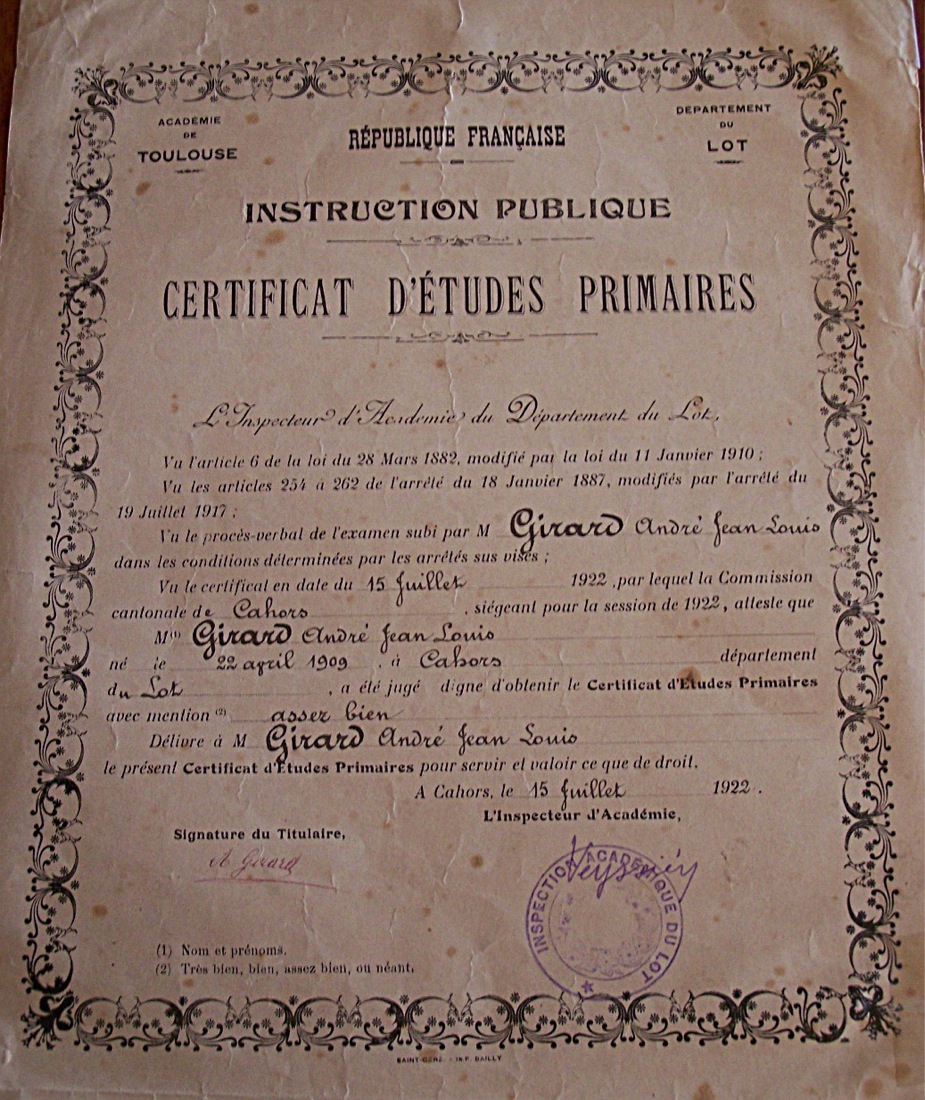 ACADÉMIE
DE
TOULOUSE
RÉPUBLIQUE FRANÇAISE
DÉPARTEMENT
DU
LOT
INSTRUCTION PUBLIQUE
CERTIFICAT D'ÉTUDES PRIMAIRES
L'Inspecteur d'Académie du Département du Lot,
Vu l'article 6 de la loi du 28 Mars 1882, modifié par la loi du 11 Janvier 1910 ;
Vu les articles 254 à 262 de l'arrêté du 18 Janvier 1887, modifiés par l'arrêté du
19 Juillet 1917 ;
Vu le procès-verbal de l'examen subi par M Girard André Jean Louis
dans les conditions déterminées par les arrêtés sus visés ;
Vu le certificat en date du 15 Juillet 1922, par lequel la Commission
cantonale de Cahors, siégeant pour la session de 1922, atteste que
M(1) Girard André Jean Louis
né le 22 april 1909, à Cahors département
du Lot, a été jugé digne d'obtenir le Certificat d'Études Primaires
avec mention (2) assez bien
Délivre à M Girard André Jean Louis
le présent Certificat d'Études Primaires pour servir et valoir ce que de droit.
A Cahors, le 15 Juillet 1922.
L'Inspecteur d'Académie,
Signature du Titulaire,
A Girard
INSPECTION ACADÉMIQUE DU LOT
(1) Nom et prénoms.
(2) Très bien, bien, assez bien, ou néant.
SAINT-CÉRÉ. - IMP. BAILLY